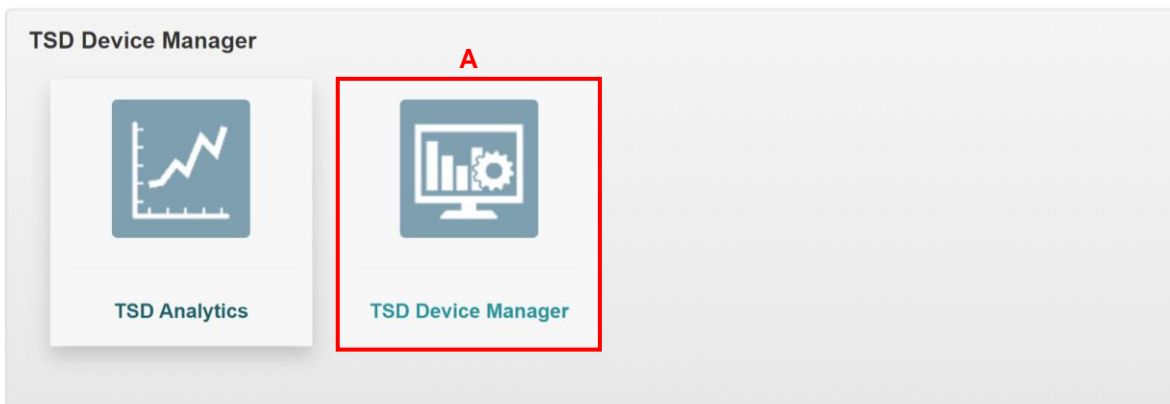 TSD Device Manager
A
TSD Analytics
TSD Device Manager